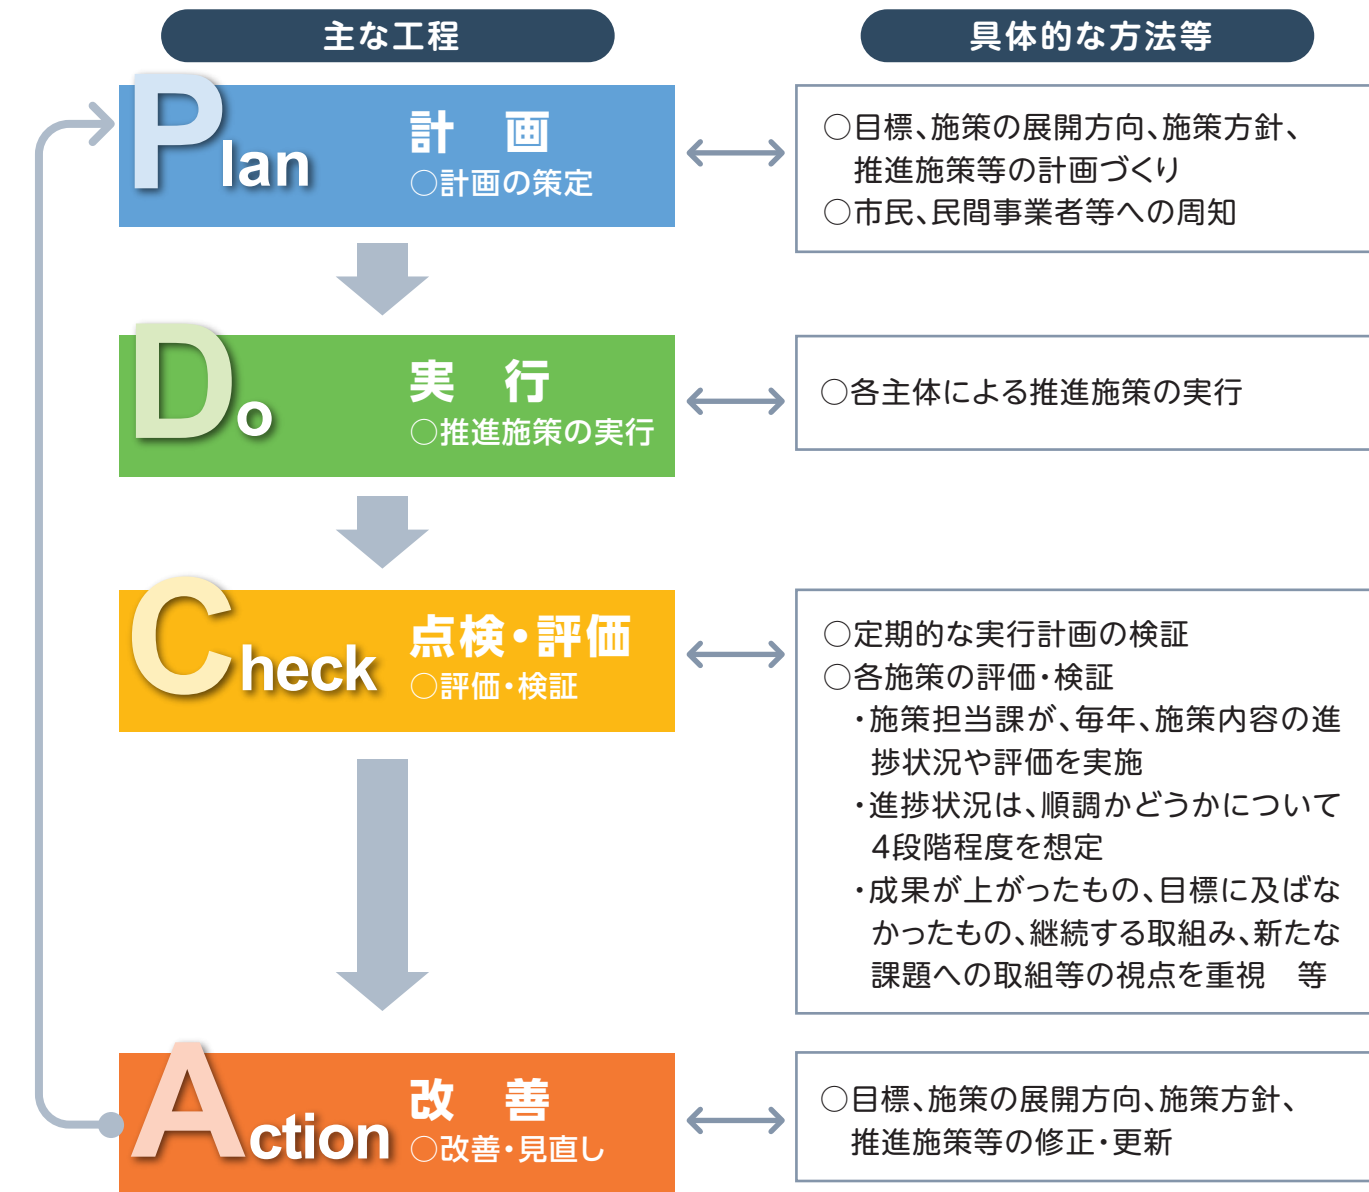 主な工程
具体的な方法等
Plan
計　画
○計画の策定
○目標、施策の展開方向、施策方針、
推進施策等の計画づくり
○市民、民間事業者等への周知
Do
実　行
○推進施策の実行
○各主体による推進施策の実行
Check
点検・評価
○評価・検証
○定期的な実行計画の検証
○各施策の評価・検証
・施策担当課が、毎年、施策内容の進
捗状況や評価を実施
・進捗状況は、順調かどうかについて
4段階程度を想定
・成果が上がったもの、目標に及ばな
かったもの、継続する取組み、新たな
課題への取組等の視点を重視　等
Action
改　善
○改善・見直し
○目標、施策の展開方向、施策方針、
推進施策等の修正・更新